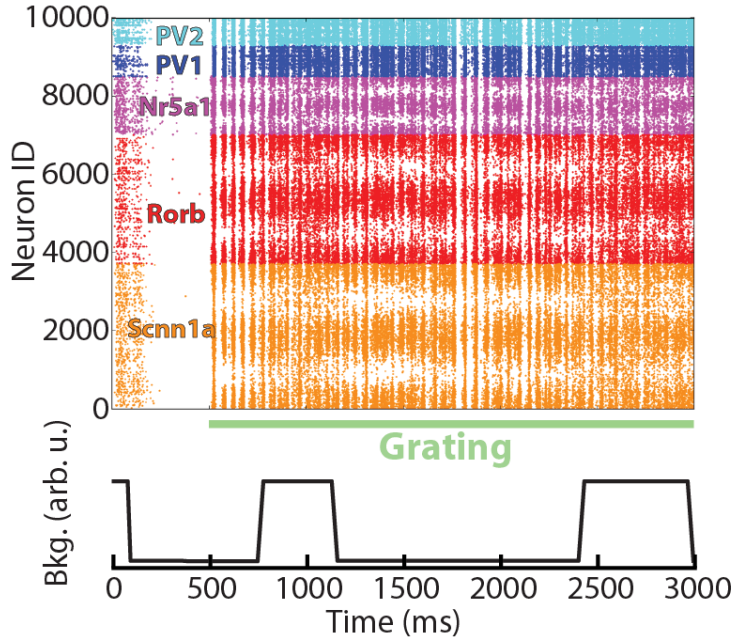 10000
PV2
PV1
8000
Nr5a1
6000
Neuron ID
Rorb
4000
Scnn1a
2000
0
Grating
Bkg. (arb. u.)
0 500 1000 1500 2000 2500 3000
Time (ms)